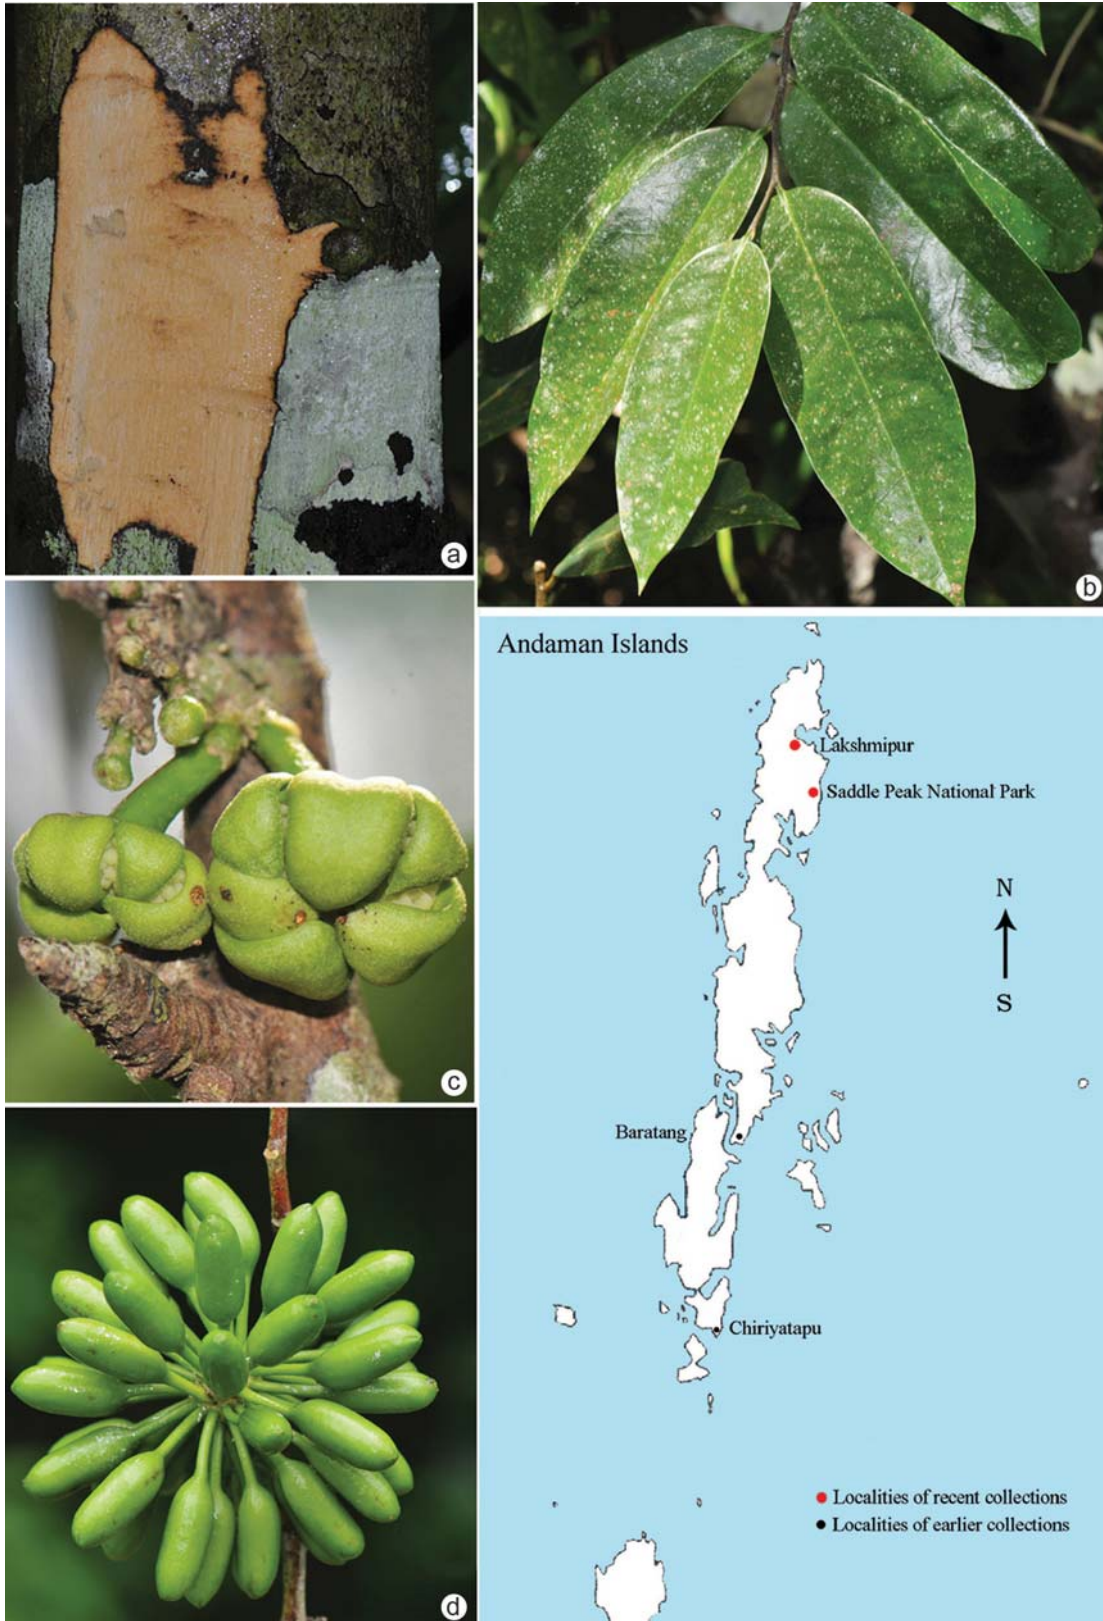 a
b
c
d
Andaman Islands
Lakshmipur
Saddle Peak National Park
N
S
Baratang
Chiriyatapu
Localities of recent collections
Localities of earlier collections